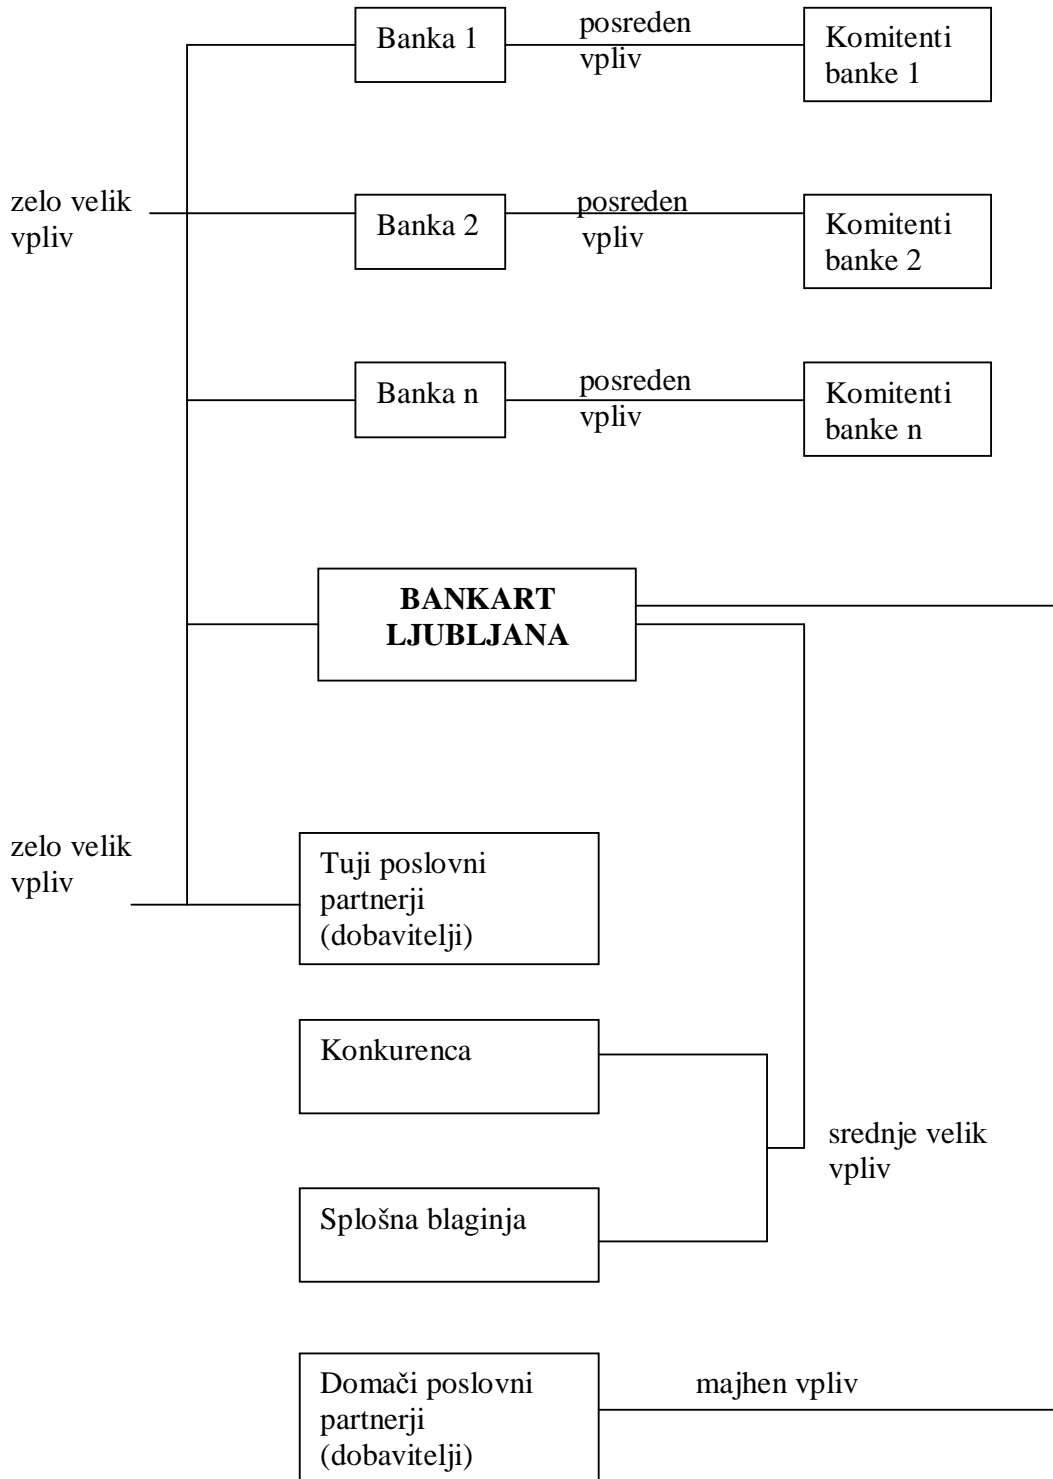 Banka 1
posreden
vpliv
Komitenti
banke 1
zelo velik
vpliv
Banka 2
posreden
vpliv
Komitenti
banke 2
Banka n
posreden
vpliv
Komitenti
banke n
BANKART
LJUBLJANA
zelo velik
vpliv
Tuji poslovni
partnerji
(dobavitelji)
Konkurenca
srednje velik
vpliv
Splošna blaginja
Domači poslovni
partnerji
(dobavitelji)
majhen vpliv